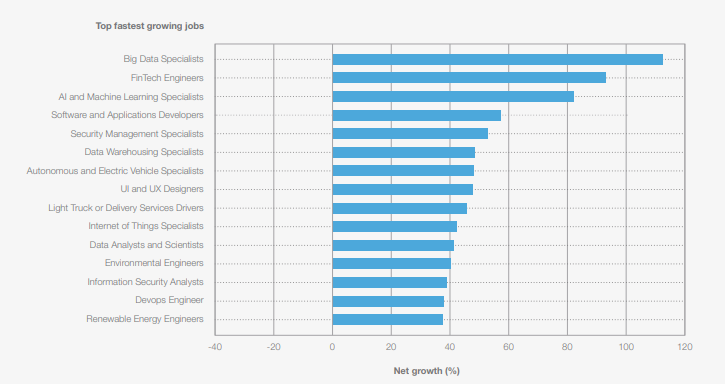 Top fastest growing jobs
Big Data Specialists
FinTech Engineers
AI and Machine Learning Specialists
Software and Applications Developers
Security Management Specialists
Data Warehousing Specialists
Autonomous and Electric Vehicle Specialists
UI and UX Designers
Light Truck or Delivery Services Drivers
Internet of Things Specialists
Data Analysts and Scientists
Environmental Engineers
Information Security Analysts
Devops Engineer
Renewable Energy Engineers
-40 -20 0 20 40 60 80 100 120
Net growth (%)